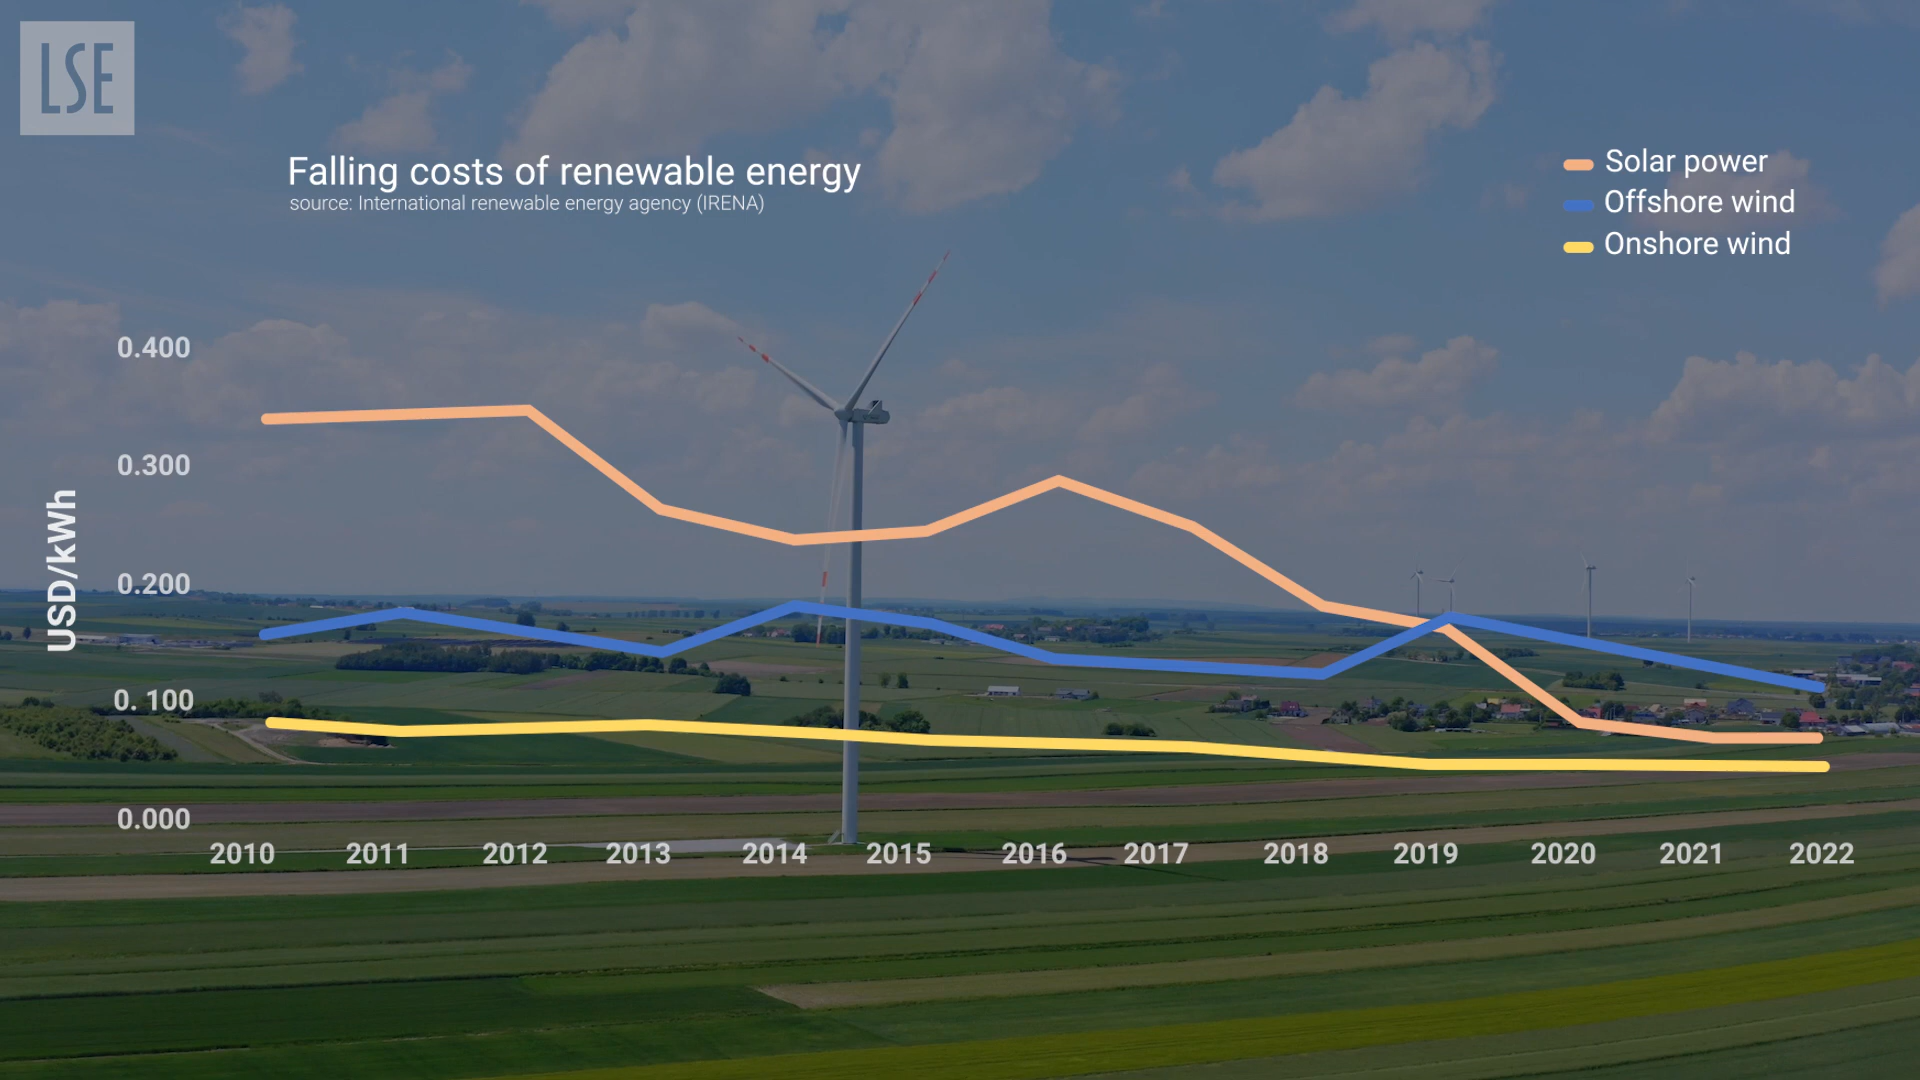 LSE
Falling costs of renewable energy
source: International renewable energy agency (IRENA)
Solar power
Offshore wind
Onshore wind
USD/kWh
0.400
0.300
0.200
0.100
0.000
2010 2011 2012 2013 2014 2015 2016 2017 2018 2019 2020 2021 2022